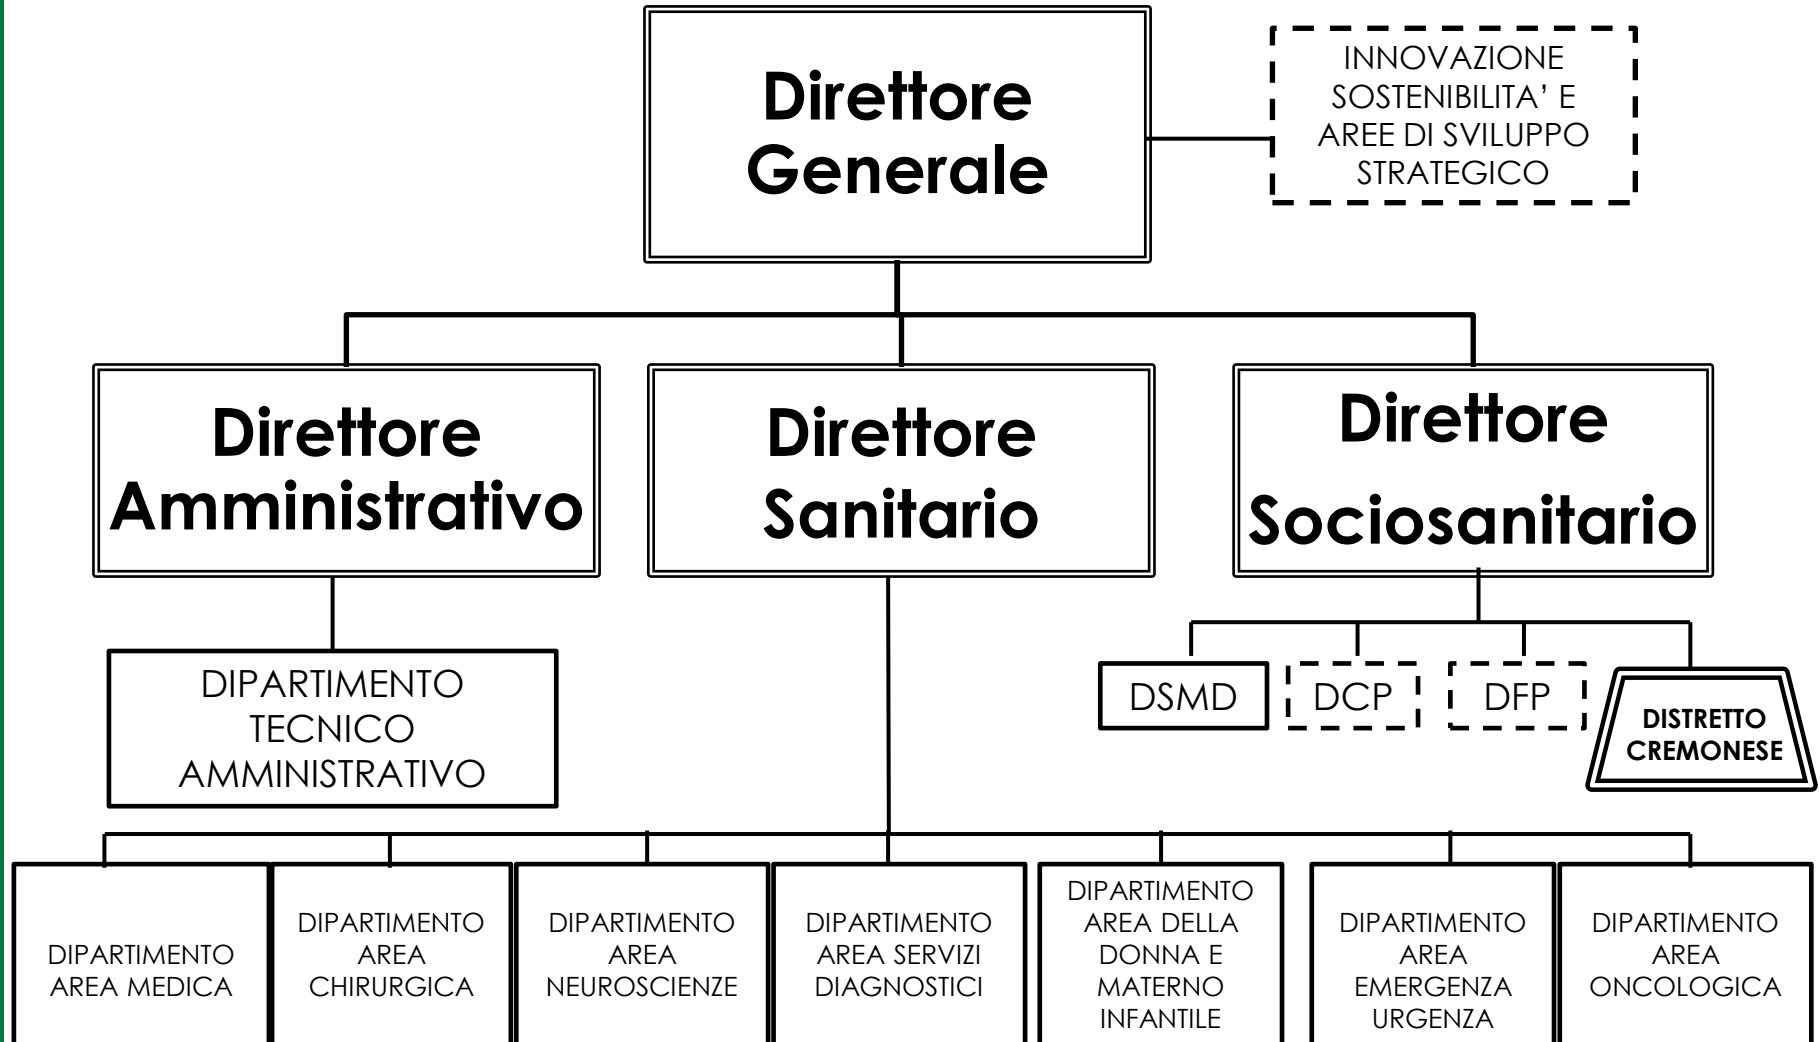 Direttore
Generale
INNOVAZIONE
SOSTENIBILITA’ E
AREE DI SVILUPPO
STRATEGICO
Direttore
Amministrativo
Direttore
Sanitario
Direttore
Sociosanitario
DIPARTIMENTO
TECNICO
AMMINISTRATIVO
DSMD
DCP
DFP
DISTRETTO
CREMONESE
DIPARTIMENTO
AREA MEDICA
DIPARTIMENTO
AREA
CHIRURGICA
DIPARTIMENTO
AREA
NEUROSCIENZE
DIPARTIMENTO
AREA SERVIZI
DIAGNOSTICI
DIPARTIMENTO
AREA DELLA
DONNA E
MATERNO
INFANTILE
DIPARTIMENTO
AREA
EMERGENZA
URGENZA
DIPARTIMENTO
AREA
ONCOLOGICA